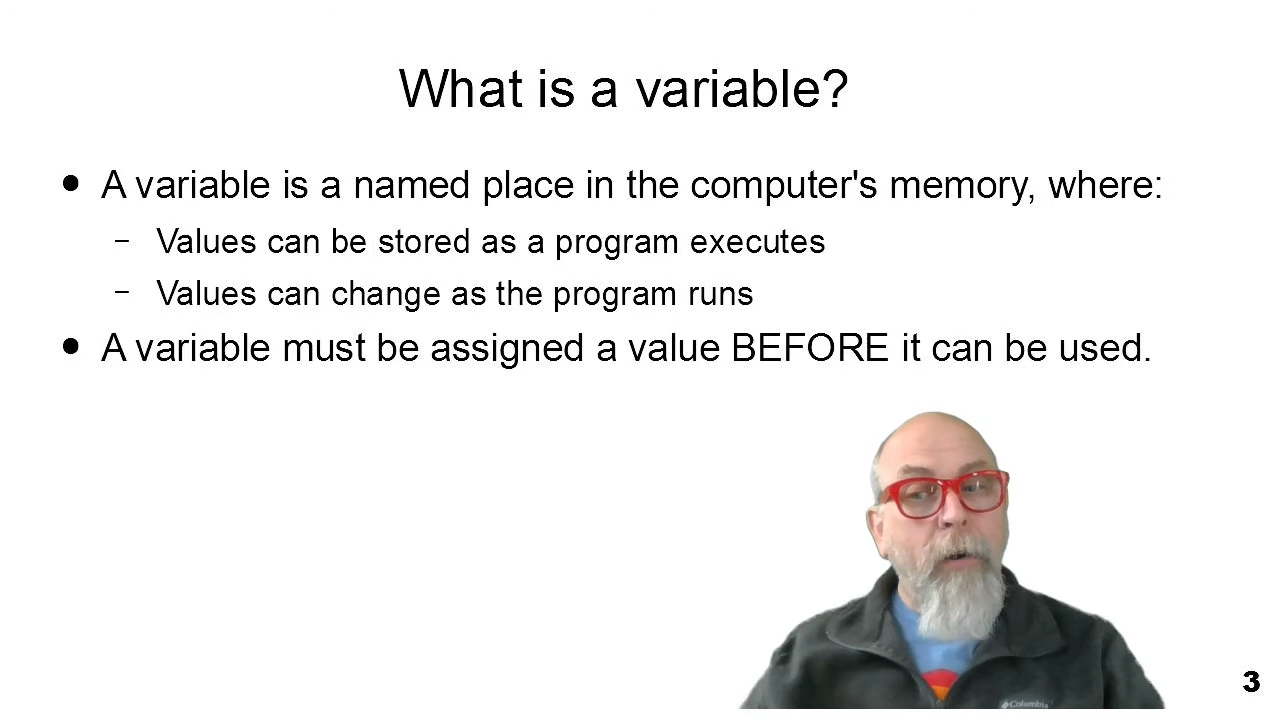 What is a variable?
● A variable is a named place in the computer's memory, where:
– Values can be stored as a program executes
– Values can change as the program runs
● A variable must be assigned a value BEFORE it can be used.
Columbia
3